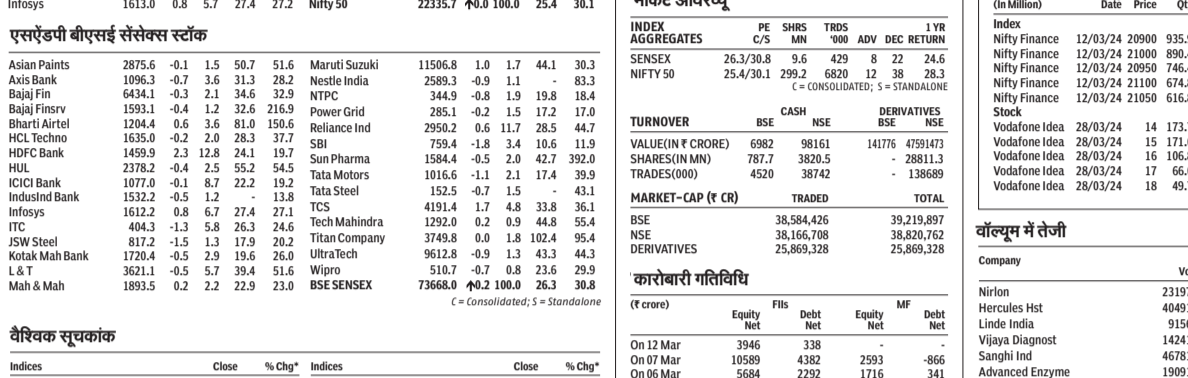 Infosys 1613.0 0.8 5.7 27.4 27.2 Nifty 50 22335.7 ↑0.0 100.0 25.4 30.1
एसऐंडपी बीएसई सेंसेक्स स्टॉक
Asian Paints 2875.6 -0.1 1.5 50.7 51.6
Axis Bank 1096.3 -0.7 3.6 31.3 28.2
Bajaj Fin 6434.1 -0.3 2.1 34.6 32.9
Bajaj Finsrv 1593.1 -0.4 1.2 32.6 216.9
Bharti Airtel 1204.4 0.6 3.6 81.0 150.6
HCL Techno 1635.0 -0.2 2.0 28.3 37.7
HDFC Bank 1459.9 2.3 12.8 24.1 19.7
HUL 2378.2 -0.4 2.5 55.2 54.5
ICICI Bank 1077.0 -0.1 8.7 22.2 19.2
IndusInd Bank 1532.2 -0.5 1.2 - 13.8
Infosys 1612.2 0.8 6.7 27.4 27.1
ITC 404.3 -1.3 5.8 26.3 24.6
JSW Steel 817.2 -1.5 1.3 17.9 20.2
Kotak Mah Bank 1720.4 -0.5 2.9 19.6 26.0
L & T 3621.1 -0.5 5.7 39.4 51.6
Mah & Mah 1893.5 0.2 2.2 22.9 23.0
Maruti Suzuki 11506.8 1.0 1.7 44.1 30.3
Nestle India 2589.3 -0.9 1.1 - 83.3
NTPC 344.9 -0.8 1.9 19.8 18.4
Power Grid 285.1 -0.2 1.5 17.2 17.0
Reliance Ind 2950.2 0.6 11.7 28.5 44.7
SBI 759.4 -1.8 3.4 10.6 11.9
Sun Pharma 1584.4 -0.5 2.0 42.7 392.0
Tata Motors 1016.6 -1.1 2.1 17.4 39.9
Tata Steel 152.5 -0.7 1.5 - 43.1
TCS 4191.4 1.7 4.8 33.8 36.1
Tech Mahindra 1292.0 0.2 0.9 44.8 55.4
Titan Company 3749.8 0.0 1.8 102.4 95.4
UltraTech 9612.8 -0.9 1.3 43.3 44.3
Wipro 510.7 -0.7 0.8 23.6 29.9
BSE SENSEX 73668.0 ↑0.2 100.0 26.3 30.8
C = Consolidated; S = Standalone
वैश्विक सूचकांक
Indices Close % Chg* Indices Close % Chg*
INDEX PE SHRS TRDS 1 YR
AGGREGATES C/S MN '000 ADV DEC RETURN
SENSEX 26.3/30.8 9.6 429 8 22 24.6
NIFTY 50 25.4/30.1 299.2 6820 12 38 28.3
C = CONSOLIDATED; S = STANDALONE
CASH DERIVATIVES
TURNOVER BSE NSE BSE NSE
VALUE(IN ₹ CRORE) 6982 98161 141776 47591473
SHARES(IN MN) 787.7 3820.5 - 28811.3
TRADES(000) 4520 38742 - 138689
MARKET-CAP (₹ CR) TRADED TOTAL
BSE 38,584,426 39,219,897
NSE 38,166,708 38,820,762
DERIVATIVES 25,869,328 25,869,328
कारोबारी गतिविधि
(₹ crore) FIIs MF
Equity Debt Equity Debt
Net Net Net Net
On 12 Mar 3946 338 - -
On 07 Mar 10589 4382 2593 -866
On 06 Mar 5684 2292 1716 341
(In Million) Date Price
Index
Nifty Finance 12/03/24 20900
Nifty Finance 12/03/24 21000
Nifty Finance 12/03/24 20950
Nifty Finance 12/03/24 21100
Nifty Finance 12/03/24 21050
Stock
Vodafone Idea 28/03/24 14
Vodafone Idea 28/03/24 15
Vodafone Idea 28/03/24 16
Vodafone Idea 28/03/24 17
Vodafone Idea 28/03/24 18
वॉल्यूम में तेजी
Company
Nirlon
Hercules Hst
Linde India
Vijaya Diagnost
Sanghi Ind
Advanced Enzyme